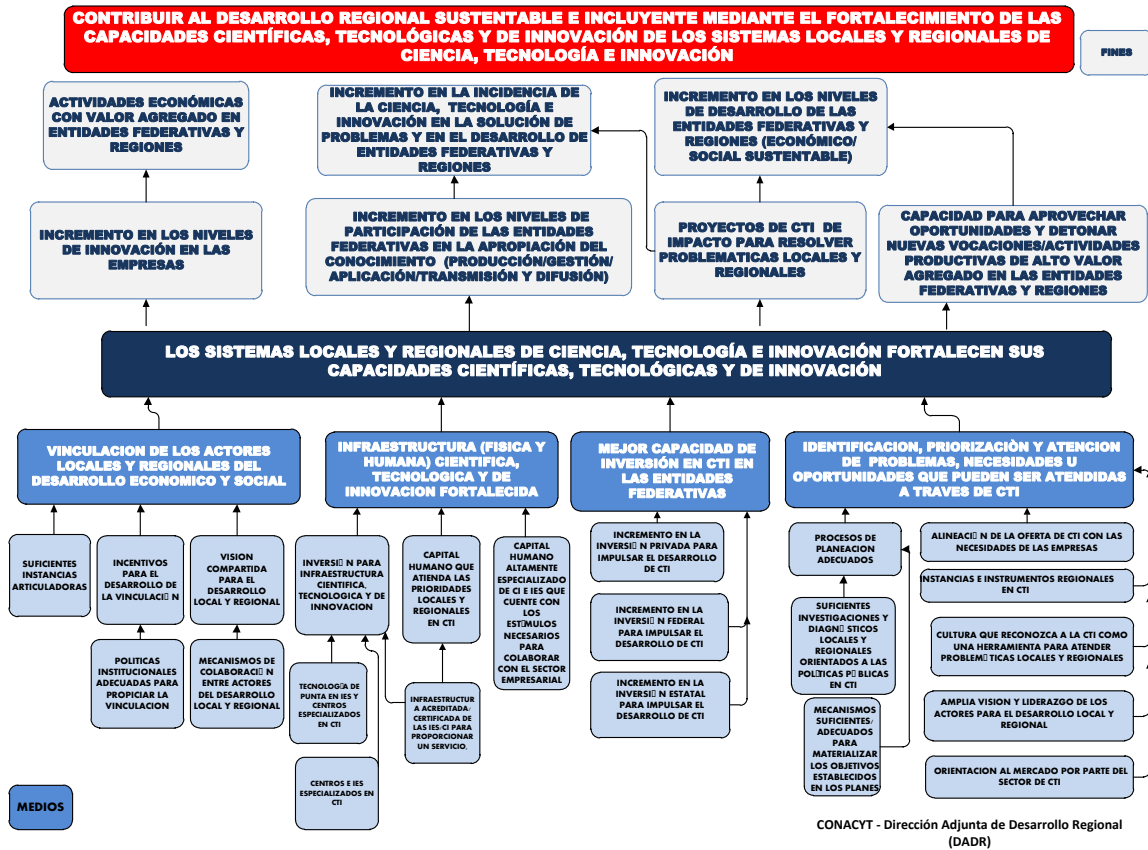 CONTRIBUIR AL DESARROLLO REGIONAL SUSTENTABLE E INCLUYENTE MEDIANTE EL FORTALECIMIENTO DE LAS
CAPACIDADES CIENTÍFICAS, TECNOLÓGICAS Y DE INNOVACIÓN DE LOS SISTEMAS LOCALES Y REGIONALES DE
CIENCIA, TECNOLOGÍA E INNOVACIÓN
FINES
ACTIVIDADES ECONÓMICAS
CON VALOR AGREGADO EN
ENTIDADES FEDERATIVAS Y
REGIONES
INCREMENTO EN LA INCIDENCIA DE
LA CIENCIA, TECNOLOGÍA E
INNOVACIÓN EN LA SOLUCIÓN DE
PROBLEMAS Y EN EL DESARROLLO DE
ENTIDADES FEDERATIVAS Y
REGIONES
INCREMENTO EN LOS NIVELES
DE DESARROLLO DE LAS
ENTIDADES FEDERATIVAS Y
REGIONES (ECONÓMICO/
SOCIAL SUSTENTABLE)
INCREMENTO EN LOS NIVELES
DE INNOVACIÓN EN LAS
EMPRESAS
INCREMENTO EN LOS NIVELES DE
PARTICIPACIÓN DE LAS ENTIDADES
FEDERATIVAS EN LA APROPIACIÓN DEL
CONOCIMIENTO (PRODUCCIÓN/GESTIÓN/
APLICACIÓN/TRANSMISIÓN Y DIFUSIÓN)
PROYECTOS DE CTI DE
IMPACTO PARA RESOLVER
PROBLEMATICAS LOCALES Y
REGIONALES
CAPACIDAD PARA APROVECHAR
OPORTUNIDADES Y DETONAR
NUEVAS VOCACIONES/ACTIVIDADES
PRODUCTIVAS DE ALTO VALOR
AGREGADO EN LAS ENTIDADES
FEDERATIVAS Y REGIONES
LOS SISTEMAS LOCALES Y REGIONALES DE CIENCIA, TECNOLOGÍA E INNOVACIÓN FORTALECEN SUS
CAPACIDADES CIENTÍFICAS, TECNOLÓGICAS Y DE INNOVACIÓN
VINCULACION DE LOS ACTORES
LOCALES Y REGIONALES DEL
DESARROLLO ECONOMICO Y SOCIAL
INFRAESTRUCTURA (FISICA Y
HUMANA) CIENTIFICA,
TECNOLOGICA Y DE
INNOVACION FORTALECIDA
MEJOR CAPACIDAD DE
INVERSIÓN EN CTI EN
LAS ENTIDADES
FEDERATIVAS
IDENTIFICACION, PRIORIZACIÒN Y ATENCION
DE PROBLEMAS, NECESIDADES U
OPORTUNIDADES QUE PUEDEN SER ATENDIDAS
A TRAVES DE CTI
SUFICIENTES
INSTANCIAS
ARTICULADORAS
INCENTIVOS
PARA EL
DESARROLLO DE
LA VINCULACI▯N
VISION
COMPARTIDA
PARA EL
DESARROLLO
LOCAL Y REGIONAL
POLITICAS
INSTITUCIONALES
ADECUADAS PARA
PROPICIAR LA
VINCULACION
MECANISMOS DE
COLABORACI▯N
ENTRE ACTORES
DEL DESARROLLO
LOCAL Y REGIONAL
INVERSI▯N PARA
INFRAESTRUCTURA
CIENTIFICA,
TECNOLOGICA Y DE
INNOVACION
CAPITAL
HUMANO QUE
ATIENDA LAS
PRIORIDADES
LOCALES Y
REGIONALES
EN CTI
CAPITAL
HUMANO
ALTAMENTE
ESPECIALIZADO
DE CI E IES QUE
CUENTE CON
LOS
ESTÍMULOS
NECESARIOS
PARA
COLABORAR
CON EL SECTOR
EMPRESARIAL
TECNOLOGÍA DE
PUNTA EN IES Y
CENTROS
ESPECIALIZADOS
EN CTI
INFRAESTRUCTUR
A ACREDITADA/
CERTIFICADA DE
LAS IES/CI PARA
PROPORCIONAR
UN SERVICIO,
CENTROS E IES
ESPECIALIZADOS EN
CTI
INCREMENTO EN LA
INVERSI▯N PRIVADA PARA
IMPULSAR EL DESARROLLO
DE CTI
INCREMENTO EN LA
INVERSI▯N FEDERAL
PARA IMPULSAR EL
DESARROLLO DE CTI
INCREMENTO EN LA
INVERSI▯N ESTATAL
PARA IMPULSAR EL
DESARROLLO DE CTI
PROCESOS DE
PLANEACION
ADECUADOS
SUFICIENTES
INVESTIGACIONES Y
DIAGN▯STICOS
LOCALES Y
REGIONALES
ORIENTADOS A LAS
POLÍTICAS P▯BLICAS
EN CTI
MECANISMOS
SUFICIENTES/
ADECUADOS
PARA
MATERIALIZAR
LOS OBJETIVOS
ESTABLECIDOS
EN LOS PLANES
ALINEACI▯N DE LA OFERTA DE CTI CON LAS
NECESIDADES DE LAS EMPRESAS
INSTANCIAS E INSTRUMENTOS REGIONALES
EN CTI
CULTURA QUE RECONOZCA A LA CTI COMO
UNA HERRAMIENTA PARA ATENDER
PROBLEM▯TICAS LOCALES Y REGIONALES
AMPLIA VISION Y LIDERAZGO DE LOS
ACTORES PARA EL DESARROLLO LOCAL Y
REGIONAL
ORIENTACION AL MERCADO POR PARTE DEL
SECTOR DE CTI
MEDIOS
CONACYT - Dirección Adjunta de Desarrollo Regional
(DADR)